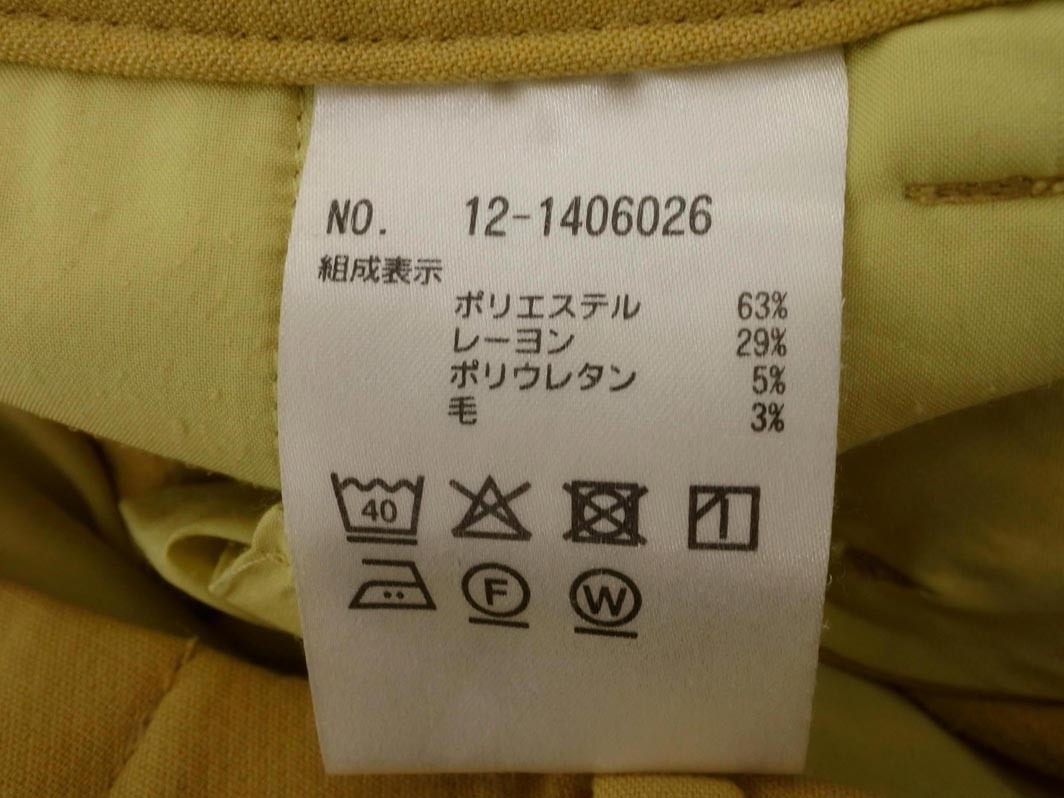 NO. 12-1406026
組成表示
ポリエステル 63%
レーヨン 29%
ポリウレタン 5%
毛 3%
40
F W